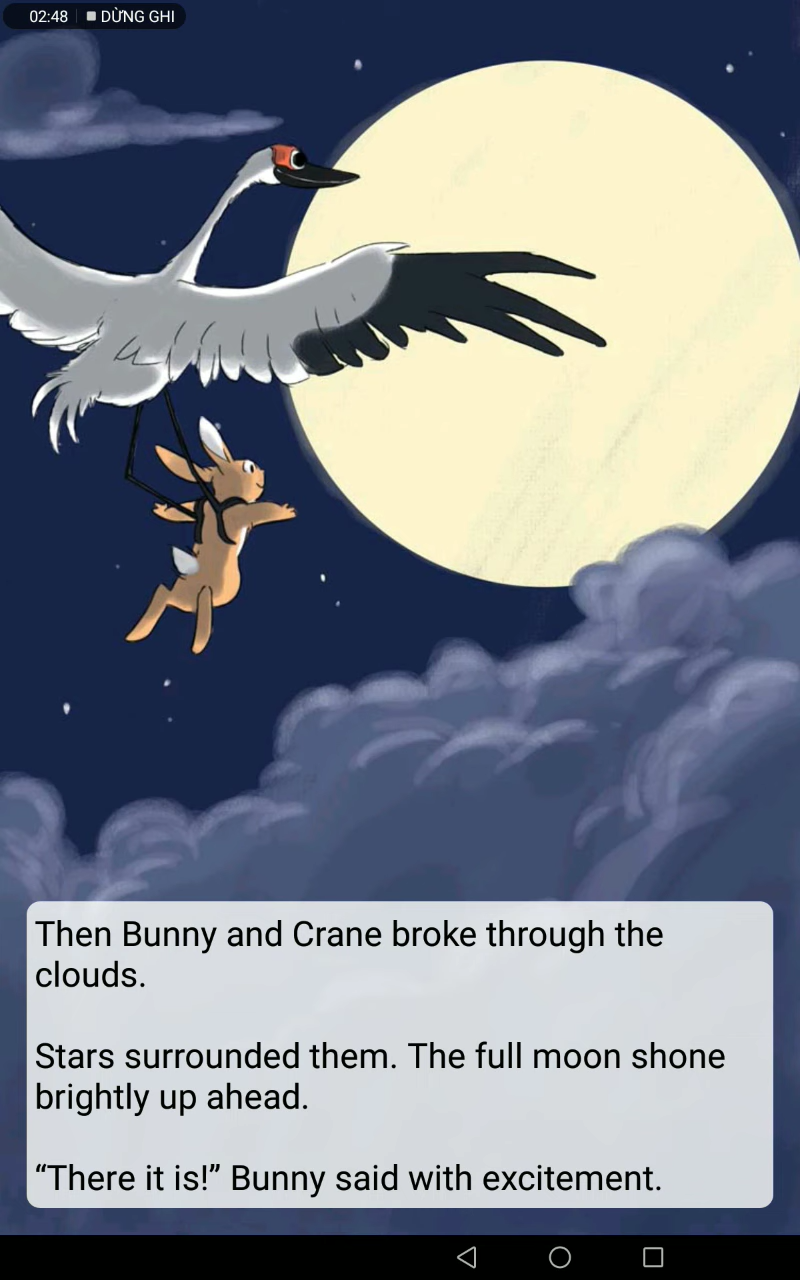 02:48 DỪNG GHI
Then Bunny and Crane broke through the
clouds.
Stars surrounded them. The full moon shone
brightly up ahead.
“There it is!” Bunny said with excitement.